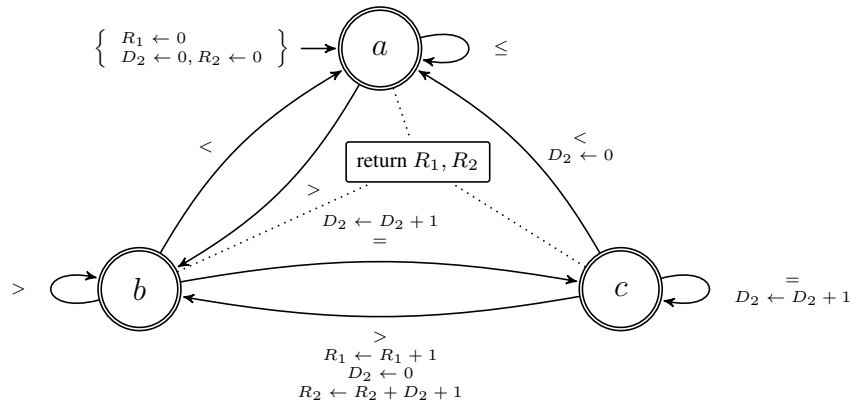 R₁ ← 0
D₂ ← 0, R₂ ← 0
a
≤
<
<
D₂ ← 0
return R₁, R₂
>
D₂ ← D₂ + 1
=
>
b
c
=
D₂ ← D₂ + 1
>
R₁ ← R₁ + 1
D₂ ← 0
R₂ ← R₂ + D₂ + 1